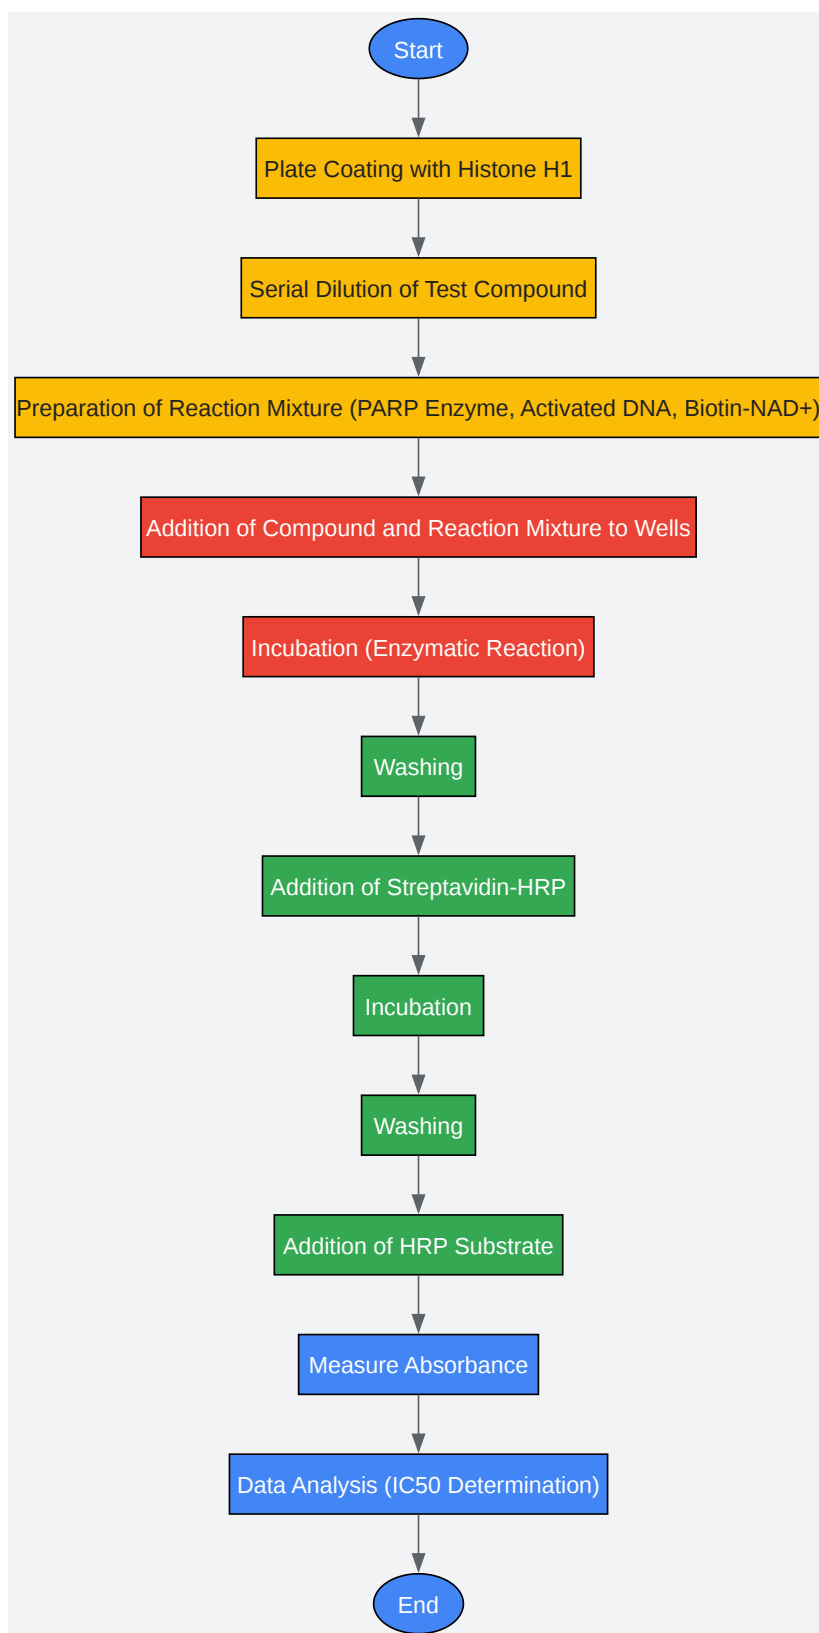 Start
Plate Coating with Histone H1
Serial Dilution of Test Compound
Preparation of Reaction Mixture (PARP Enzyme, Activated DNA, Biotin-NAD+)
Addition of Compound and Reaction Mixture to Wells
Incubation (Enzymatic Reaction)
Washing
Addition of Streptavidin-HRP
Incubation
Washing
Addition of HRP Substrate
Measure Absorbance
Data Analysis (IC50 Determination)
End